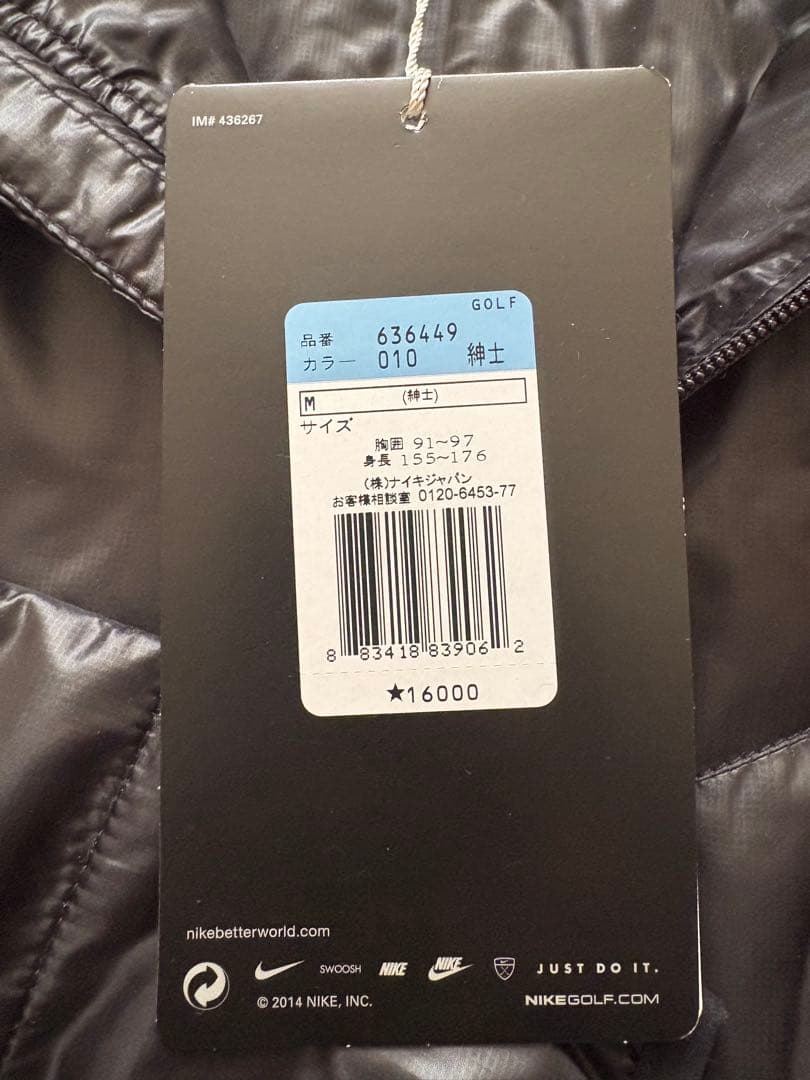 IM# 436267
GOLF
品番 636449
カラー 010 紳士
M (紳士)
サイズ
胸囲 91~97
身長 155~176
(株)ナイキジャパン
お客様相談室 0120-6453-77
8 83418 83906 2
★16000
nikebetterworld.com
SWOOSH NIKE NIKE JUST DO IT.
© 2014 NIKE, INC. NIKEGOLF.COM